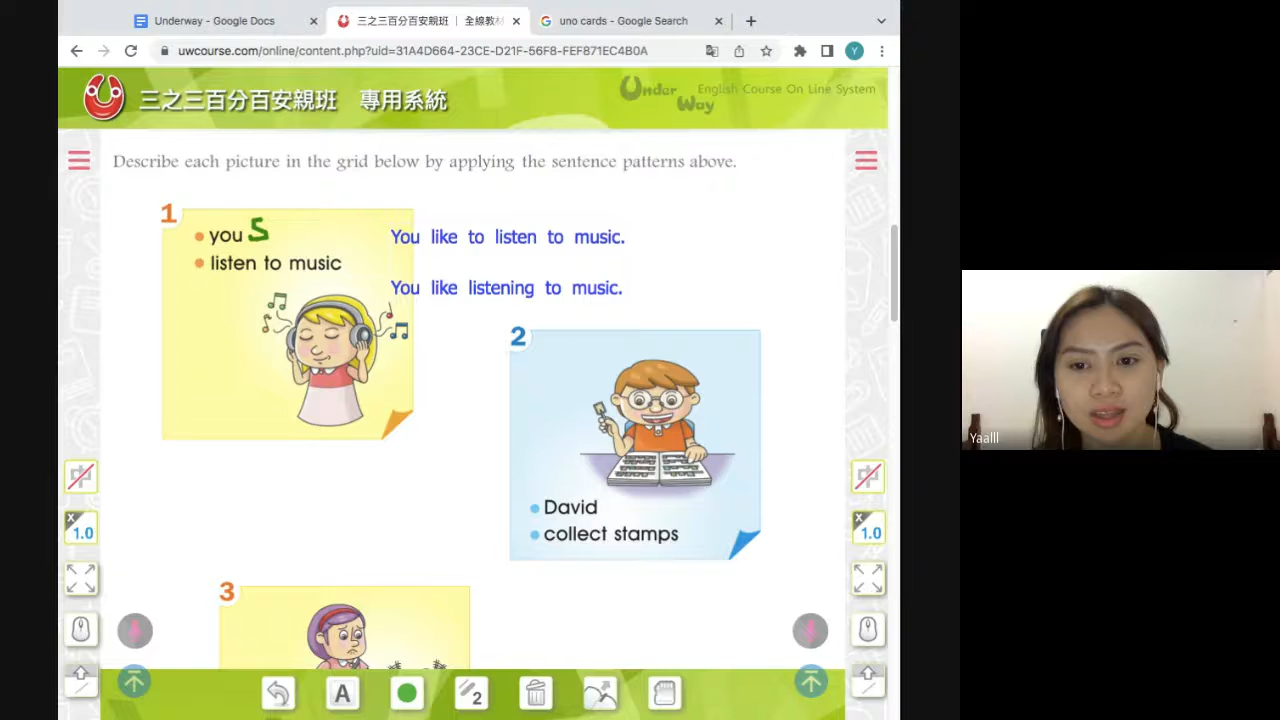 Underway - Google Docs
三之三百分百安親班 | 全線教材
uno cards - Google Search
uwcourse.com/online/content.php?uid=31A4D664-23CE-D21F-56F8-FEF871EC4B0A
Y
三之三百分百安親班 專用系統
Under Way
English Course On Line System
Describe each picture in the grid below by applying the sentence patterns above.
1
you S
listen to music
You like to listen to music.
You like listening to music.
2
David
collect stamps
3
X 1.0
X 1.0
A
2
Yaalll